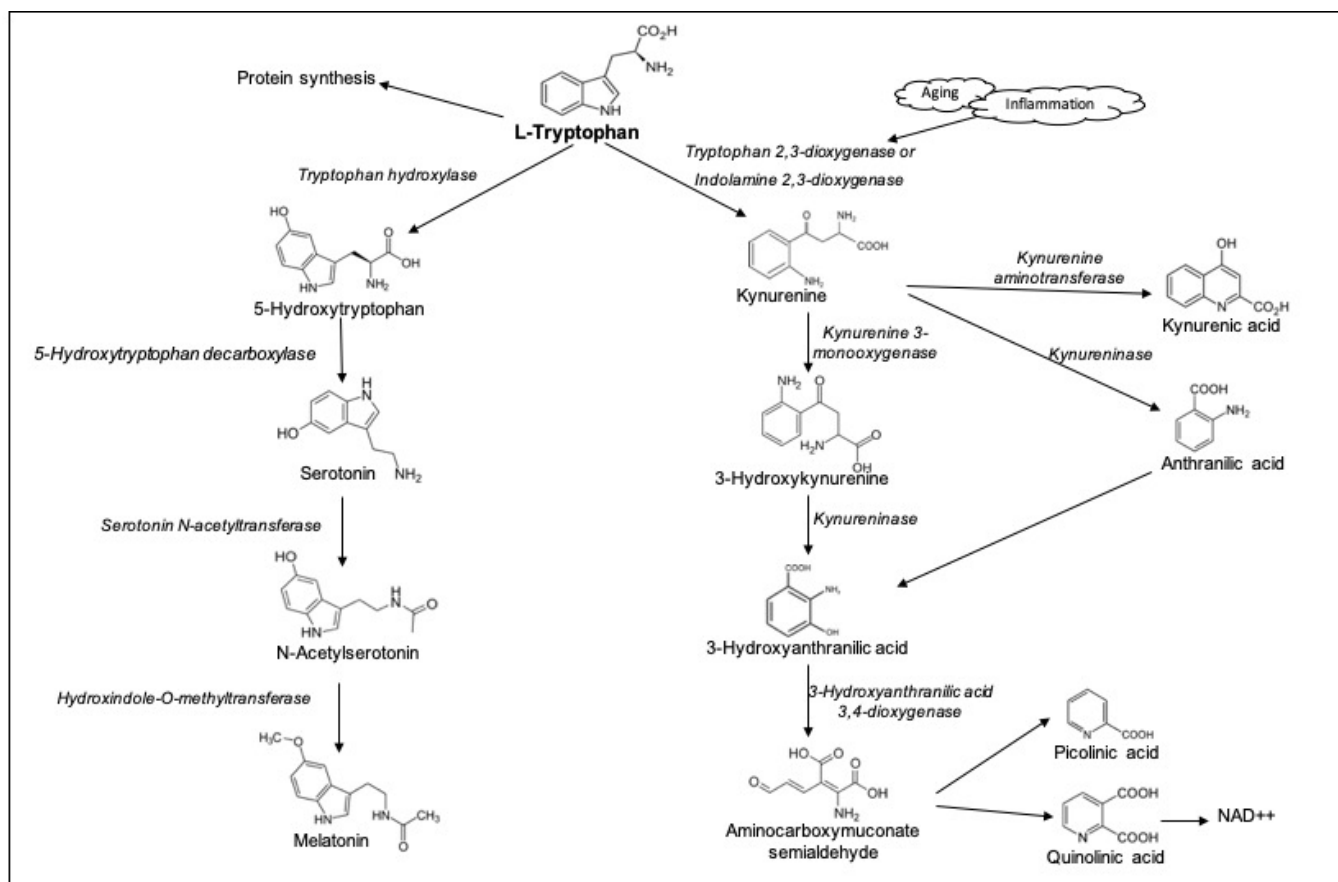 CO₂H
NH₂
NH
L-Tryptophan
Protein synthesis
Aging
Inflammation
Tryptophan 2,3-dioxygenase or
Indolamine 2,3-dioxygenase
Tryptophan hydroxylase
HO
O
OH
HN
NH₂
5-Hydroxytryptophan
O
NH₂
COOH
NH₂
Kynurenine
Kynurenine
aminotransferase
OH
N
CO₂H
Kynurenic acid
5-Hydroxytryptophan decarboxylase
H
N
HO
NH₂
Serotonin
Kynurenine 3-
monooxygenase
NH₂
O
H₂N
O
OH
3-Hydroxykynurenine
Kynureninase
COOH
NH₂
Anthranilic acid
Serotonin N-acetyltransferase
HO
H
N
O
HN
N-Acetylserotonin
Kynureninase
COOH
NH₂
OH
3-Hydroxyanthranilic acid
Hydroxindole-O-methyltransferase
H₃C
O
HN
NH
CH₃
O
Melatonin
3-Hydroxyanthranilic acid
3,4-dioxygenase
HO
O
O
O
OH
NH₂
Aminocarboxymuconate
semialdehyde
N
COOH
Picolinic acid
COOH
N
COOH
Quinolinic acid
NAD++